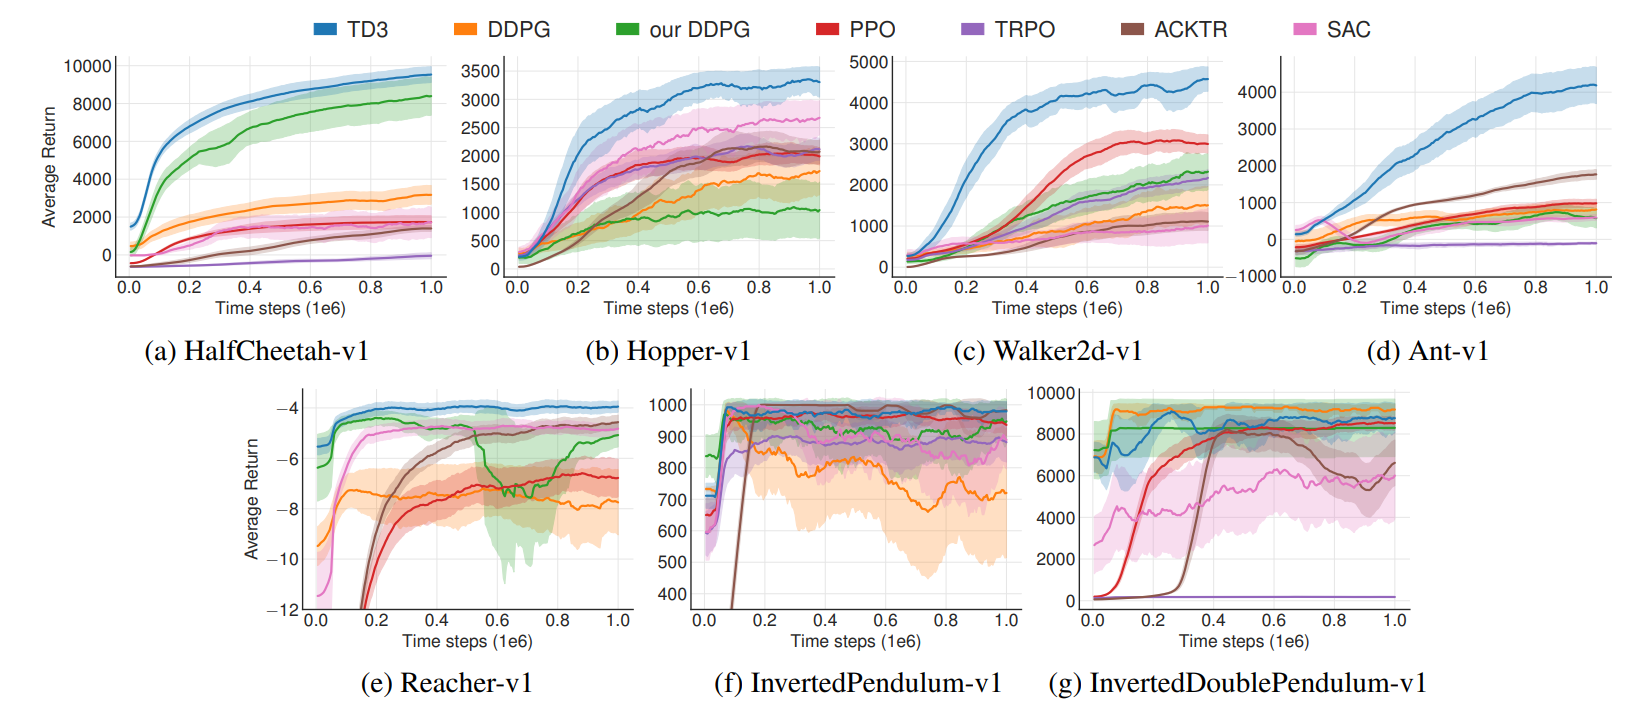 TD3 DDPG our DDPG PPO TRPO ACKTR SAC
Average Return
10000
8000
6000
4000
2000
0
0.0 0.2 0.4 0.6 0.8 1.0
Time steps (1e6)
(a) HalfCheetah-v1
3500
3000
2500
2000
1500
1000
500
0
0.0 0.2 0.4 0.6 0.8 1.0
Time steps (1e6)
(b) Hopper-v1
5000
4000
3000
2000
1000
0
0.0 0.2 0.4 0.6 0.8 1.0
Time steps (1e6)
(c) Walker2d-v1
4000
3000
2000
1000
0
−1000
0.0 0.2 0.4 0.6 0.8 1.0
Time steps (1e6)
(d) Ant-v1
Average Return
−4
−6
−8
−10
−12
0.0 0.2 0.4 0.6 0.8 1.0
Time steps (1e6)
(e) Reacher-v1
1000
900
800
700
600
500
400
0.0 0.2 0.4 0.6 0.8 1.0
Time steps (1e6)
(f) InvertedPendulum-v1
10000
8000
6000
4000
2000
0
0.0 0.2 0.4 0.6 0.8 1.0
Time steps (1e6)
(g) InvertedDoublePendulum-v1